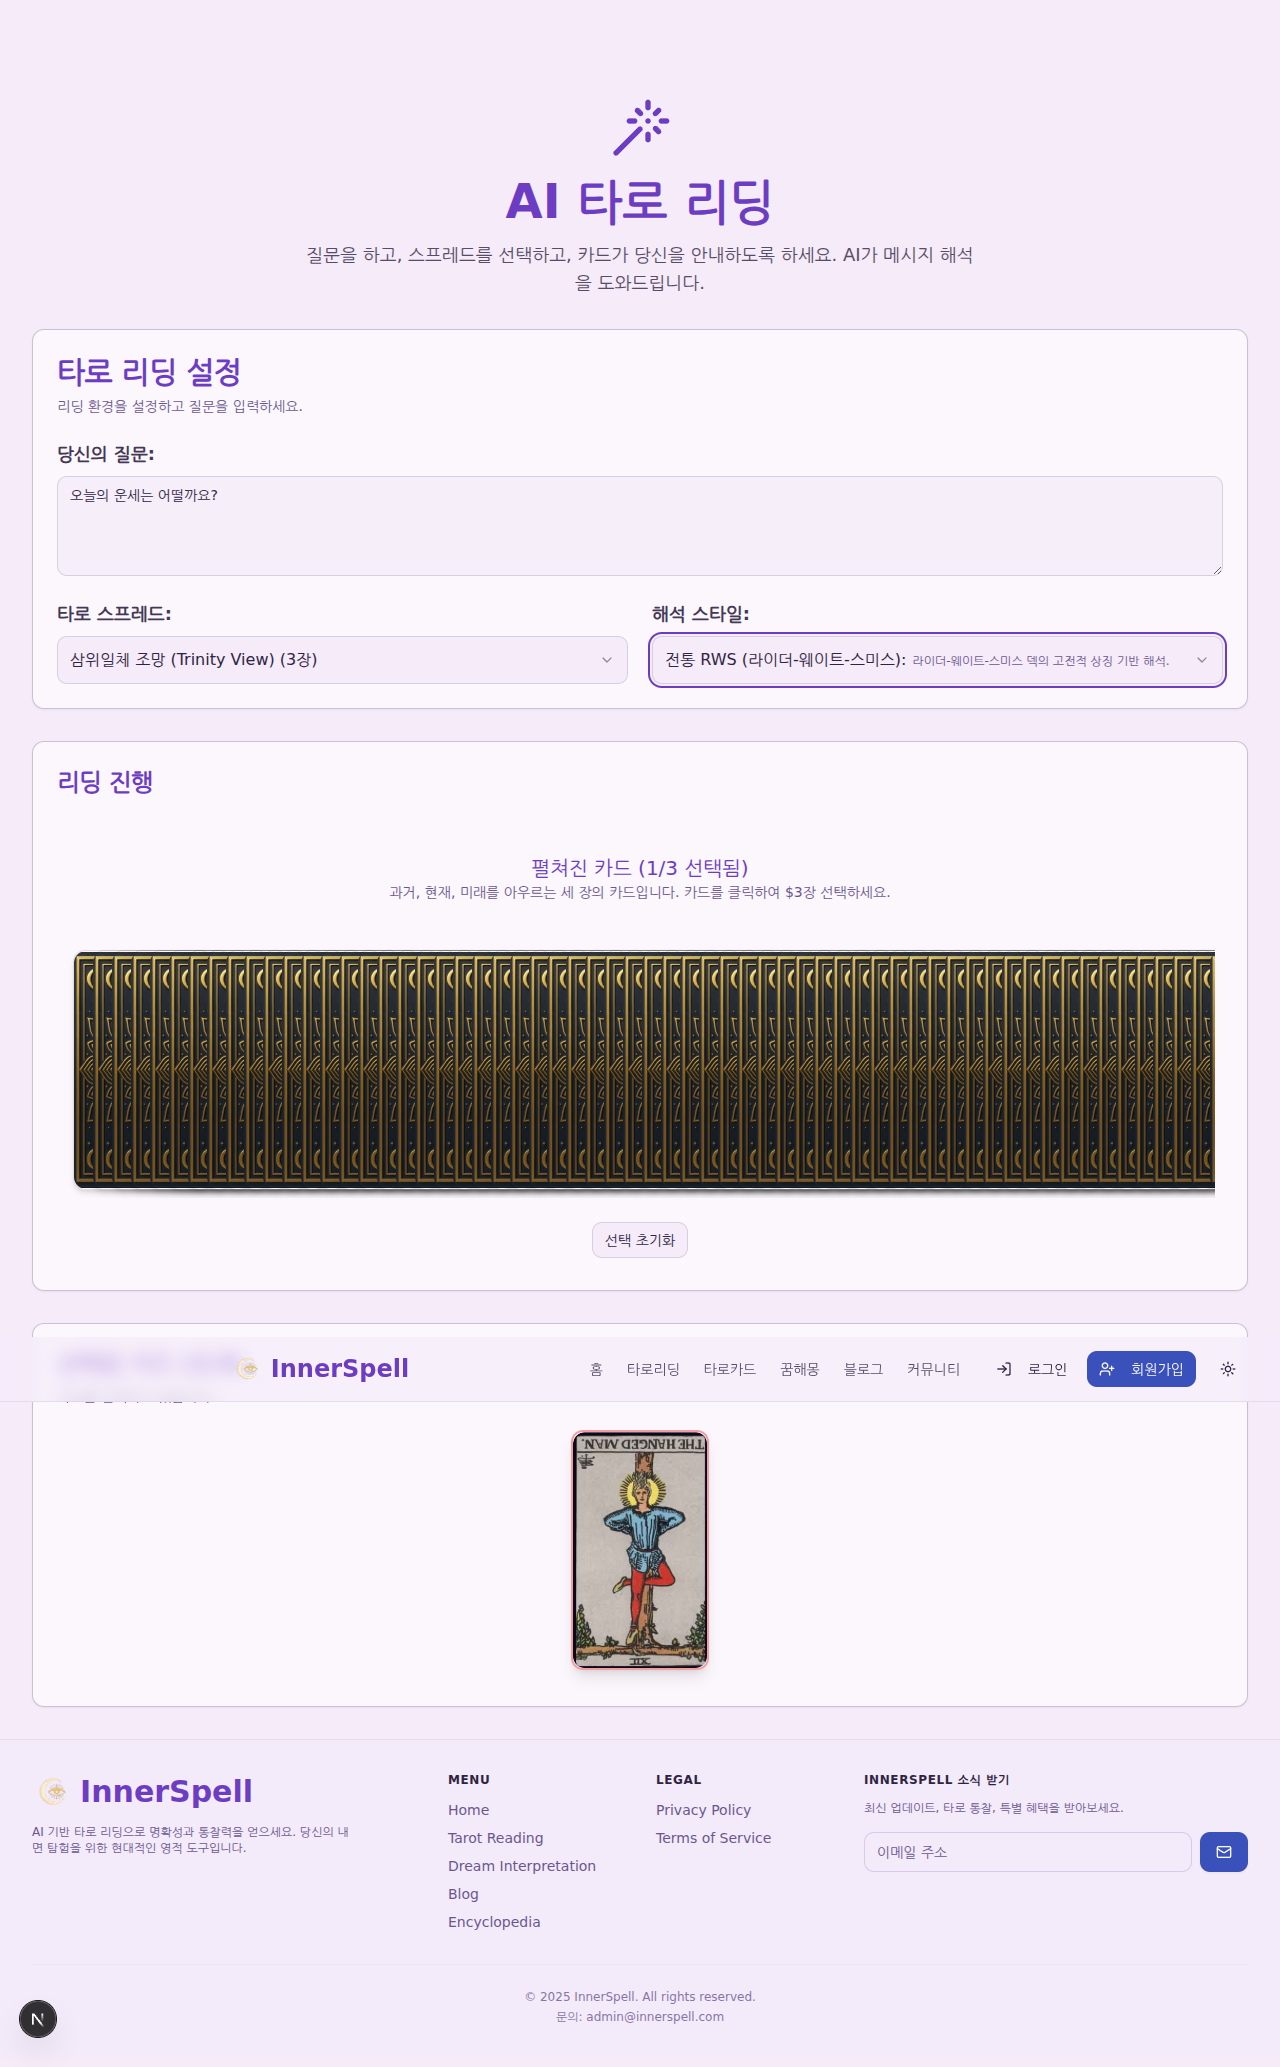 AI 타로 리딩
질문을 하고, 스프레드를 선택하고, 카드가 당신을 안내하도록 하세요. AI가 메시지 해석
을 도와드립니다.
타로 리딩 설정
리딩 환경을 설정하고 질문을 입력하세요.
당신의 질문:
오늘의 운세는 어떨까요?
타로 스프레드:
해석 스타일:
삼위일체 조망 (Trinity View) (3장)
전통 RWS (라이더-웨이트-스미스): 라이더-웨이트-스미스 덱의 고전적 상징 기반 해석.
리딩 진행
펼쳐진 카드 (1/3 선택됨)
과거, 현재, 미래를 아우르는 세 장의 카드입니다. 카드를 클릭하여 $3장 선택하세요.
선택 초기화
InnerSpell
홈 타로리딩 타로카드 꿈해몽 블로그 커뮤니티 로그인 회원가입
THE HANGED MAN.
XII
InnerSpell
AI 기반 타로 리딩으로 명확성과 통찰력을 얻으세요. 당신의 내
면 탐험을 위한 현대적인 영적 도구입니다.
MENU
Home
Tarot Reading
Dream Interpretation
Blog
Encyclopedia
LEGAL
Privacy Policy
Terms of Service
INNERSPELL 소식 받기
최신 업데이트, 타로 통찰, 특별 혜택을 받아보세요.
이메일 주소
© 2025 InnerSpell. All rights reserved.
문의: admin@innerspell.com
N